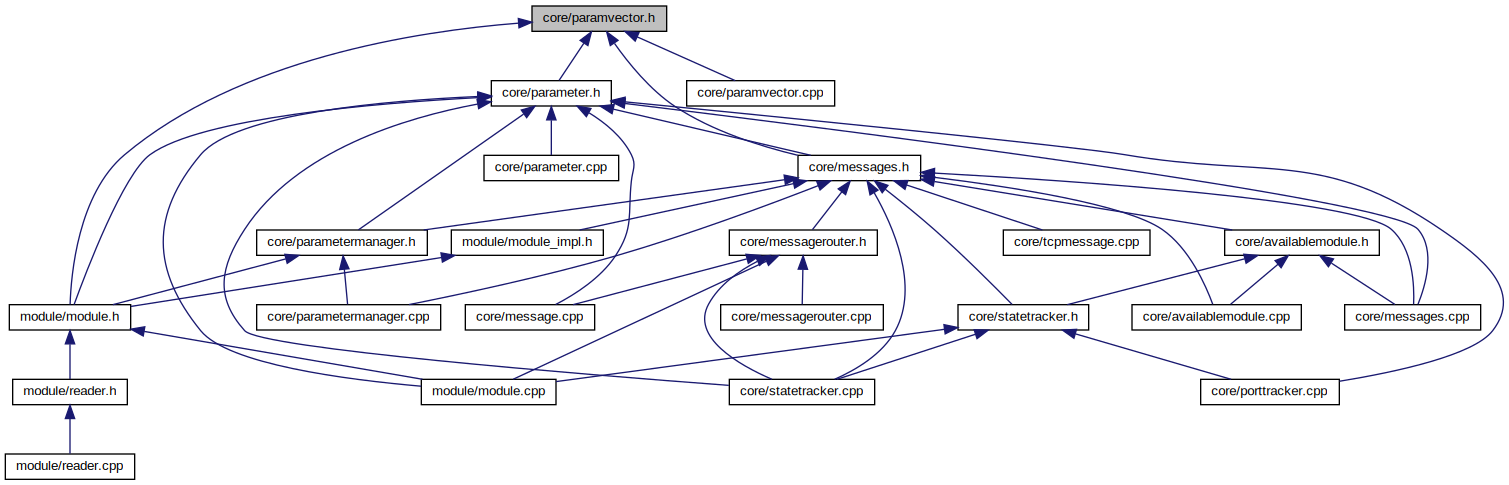 core/paramvector.h
core/parameter.h
core/paramvector.cpp
core/parameter.cpp
core/messages.h
core/parametermanager.h
module/module_impl.h
core/messagerouter.h
core/tcpmessage.cpp
core/availablemodule.h
module/module.h
core/parametermanager.cpp
core/message.cpp
core/messagerouter.cpp
core/statetracker.h
core/availablemodule.cpp
core/messages.cpp
module/reader.h
module/module.cpp
core/statetracker.cpp
core/porttracker.cpp
module/reader.cpp